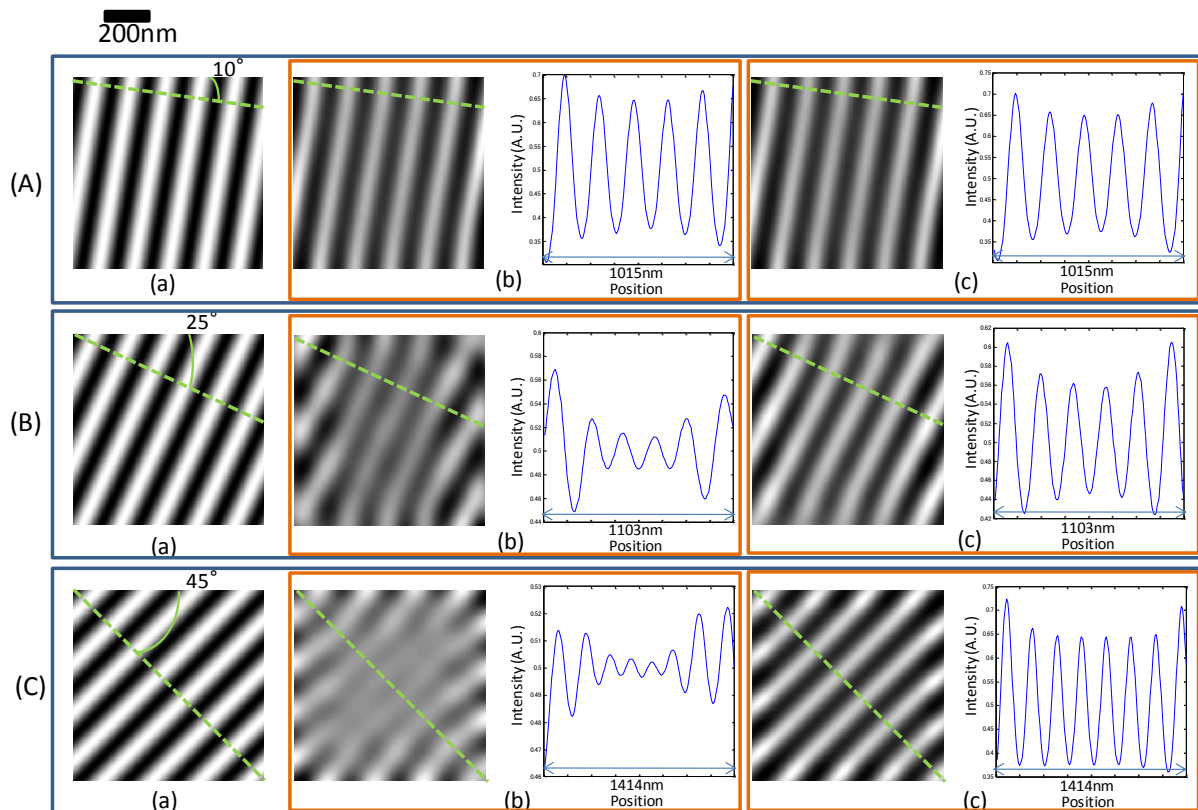 200nm
(A)
10°
(a)
Intensity (A.U.)
0.7
0.65
0.6
0.55
0.5
0.45
0.4
0.35
1015nm
Position
(b)
Intensity (A.U.)
0.75
0.7
0.65
0.6
0.55
0.5
0.45
0.4
0.35
1015nm
Position
(c)
(B)
25°
(a)
Intensity (A.U.)
0.6
0.58
0.56
0.54
0.52
0.5
0.48
0.46
0.44
1103nm
Position
(b)
Intensity (A.U.)
0.62
0.6
0.58
0.56
0.54
0.52
0.5
0.48
0.46
0.44
0.42
1103nm
Position
(c)
(C)
45°
(a)
Intensity (A.U.)
0.53
0.52
0.51
0.5
0.49
0.48
0.47
0.46
1414nm
Position
(b)
Intensity (A.U.)
0.75
0.7
0.65
0.6
0.55
0.5
0.45
0.4
0.35
1414nm
Position
(c)